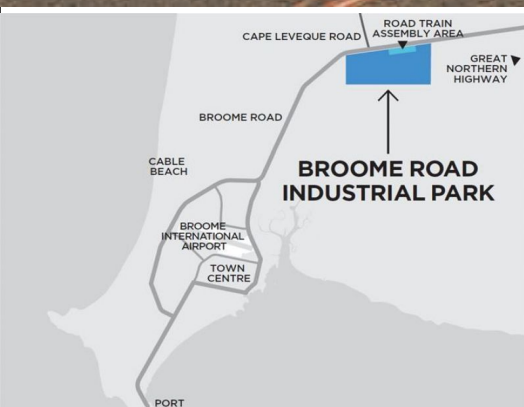 ROAD TRAIN
ASSEMBLY AREA
CAPE LEVEQUE ROAD
GREAT
NORTHERN
HIGHWAY
BROOME ROAD
BROOME ROAD
INDUSTRIAL PARK
CABLE
BEACH
BROOME
INTERNATIONAL
AIRPORT
TOWN
CENTRE
PORT